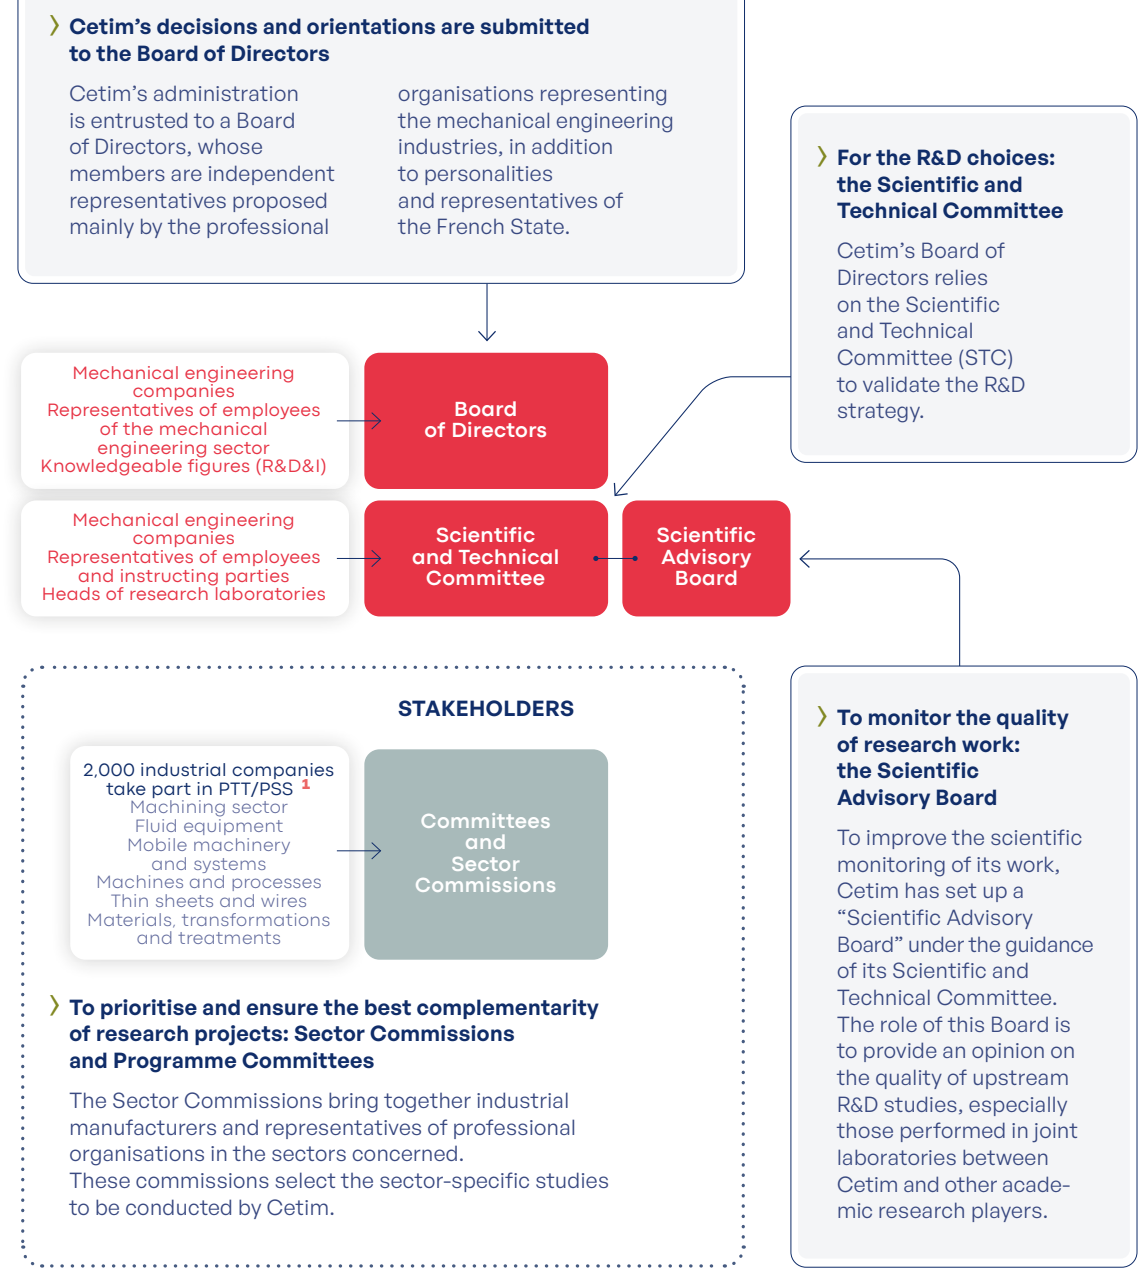 Cetim’s decisions and orientations are submitted
to the Board of Directors
Cetim’s administration
is entrusted to a Board
of Directors, whose
members are independent
representatives proposed
mainly by the professional
organisations representing
the mechanical engineering
industries, in addition
to personalities
and representatives of
the French State.
For the R&D choices:
the Scientific and
Technical Committee
Cetim’s Board of
Directors relies
on the Scientific
and Technical
Committee (STC)
to validate the R&D
strategy.
Mechanical engineering
companies
Representatives of employees
of the mechanical
engineering sector
Knowledgeable figures (R&D&I)
Board
of Directors
Mechanical engineering
companies
Representatives of employees
and instructing parties
Heads of research laboratories
Scientific
and Technical
Committee
Scientific
Advisory
Board
STAKEHOLDERS
2,000 industrial companies
take part in PTT/PSS 1
Machining sector
Fluid equipment
Mobile machinery
and systems
Machines and processes
Thin sheets and wires
Materials, transformations
and treatments
Committees
and
Sector
Commissions
To prioritise and ensure the best complementarity
of research projects: Sector Commissions
and Programme Committees
The Sector Commissions bring together industrial
manufacturers and representatives of professional
organisations in the sectors concerned.
These commissions select the sector-specific studies
to be conducted by Cetim.
To monitor the quality
of research work:
the Scientific
Advisory Board
To improve the scientific
monitoring of its work,
Cetim has set up a
“Scientific Advisory
Board” under the guidance
of its Scientific and
Technical Committee.
The role of this Board is
to provide an opinion on
the quality of upstream
R&D studies, especially
those performed in joint
laboratories between
Cetim and other acade-
mic research players.